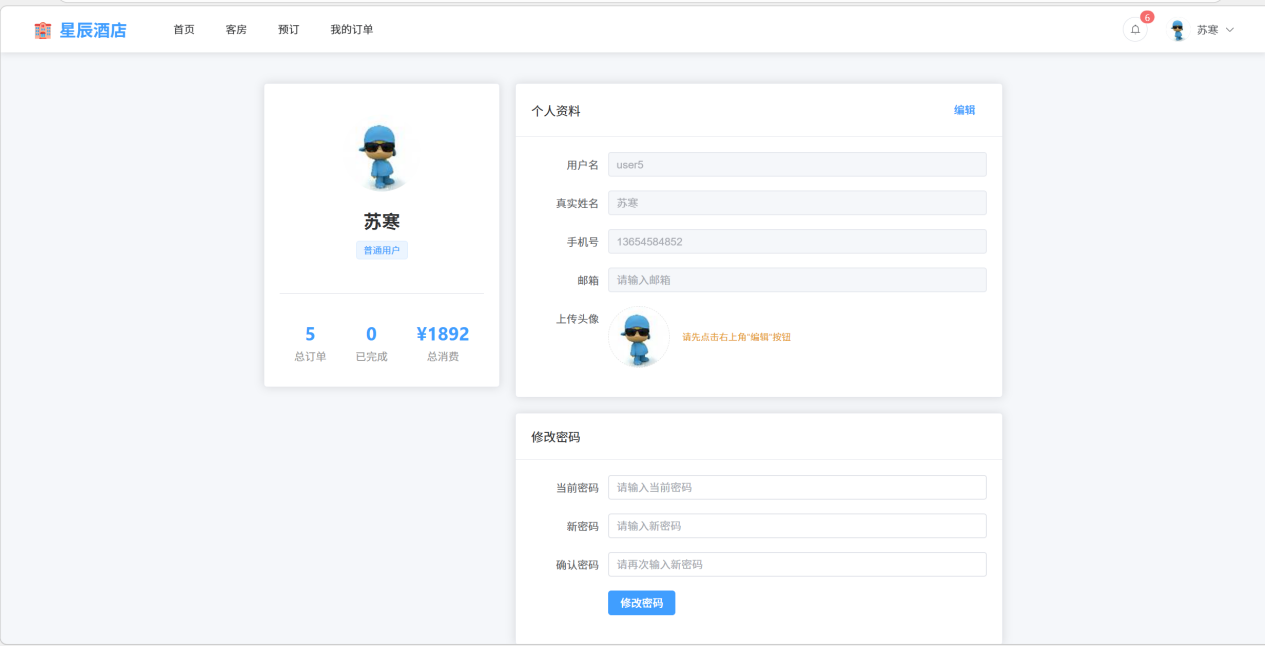 星辰酒店 首页 客房 预订 我的订单 6 苏寒
苏寒
普通用户
5 0 ¥1892
总订单 已完成 总消费
个人资料 编辑
用户名 user5
真实姓名 苏寒
手机号 13654584852
邮箱 请输入邮箱
上传头像 请先点击右上角"编辑"按钮
修改密码
当前密码 请输入当前密码
新密码 请输入新密码
确认密码 请再次输入新密码
修改密码